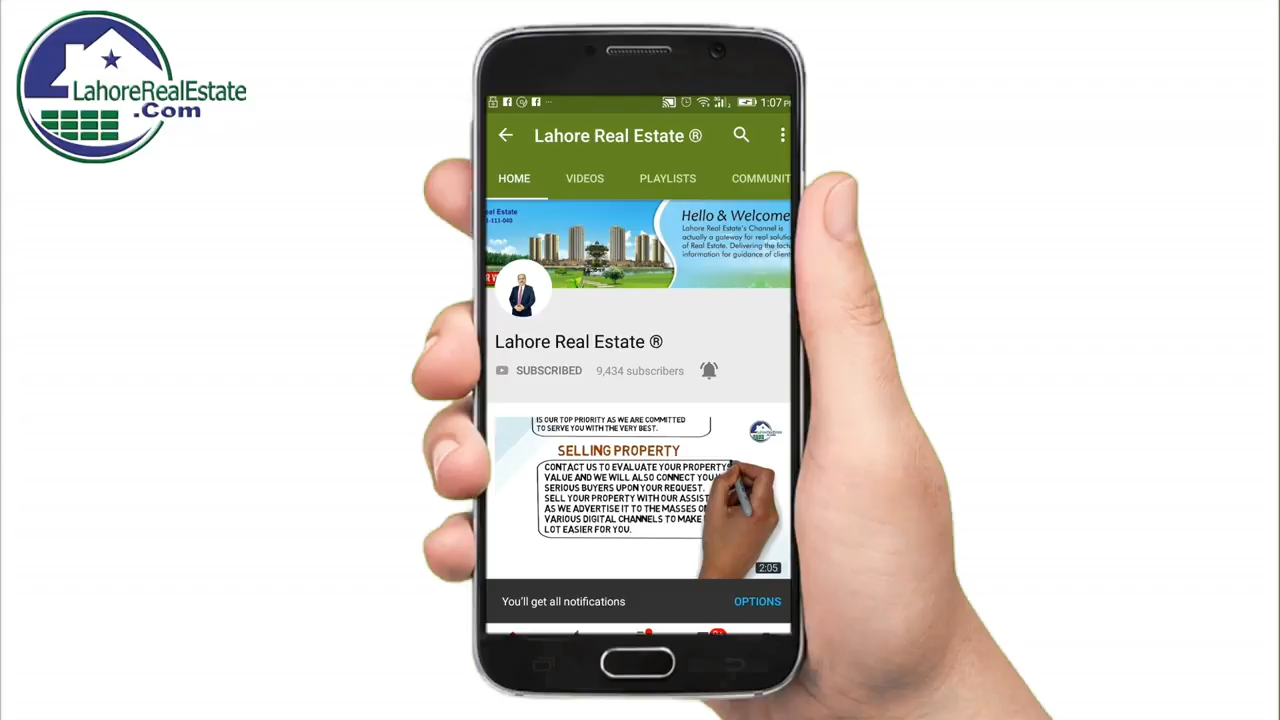 LahoreRealEstate
.Com
1:07
Lahore Real Estate ®
HOME VIDEOS PLAYLISTS COMMUNIT
eal Estate
-111-040
Hello & Welcome
Lahore Real Estate's Channel is
actually a gateway for real
of Real Estate. Delivering the
information for guidance of
Lahore Real Estate ®
SUBSCRIBED 9,434 subscribers
IS OUR TOP PRIORITY AS WE ARE COMMITTED
TO SERVE YOU WITH THE VERY BEST.
SELLING PROPERTY
CONTACT US TO EVALUATE YOUR PROPERTY
VALUE AND WE WILL ALSO CONNECT YOU
SERIOUS BUYERS UPON YOUR REQUEST.
SELL YOUR PROPERTY WITH OUR ASSIST
AS WE ADVERTISE IT TO THE MASSES
VARIOUS DIGITAL CHANNELS TO MAKE
LOT EASIER FOR YOU.
2:05
You'll get all notifications OPTIONS